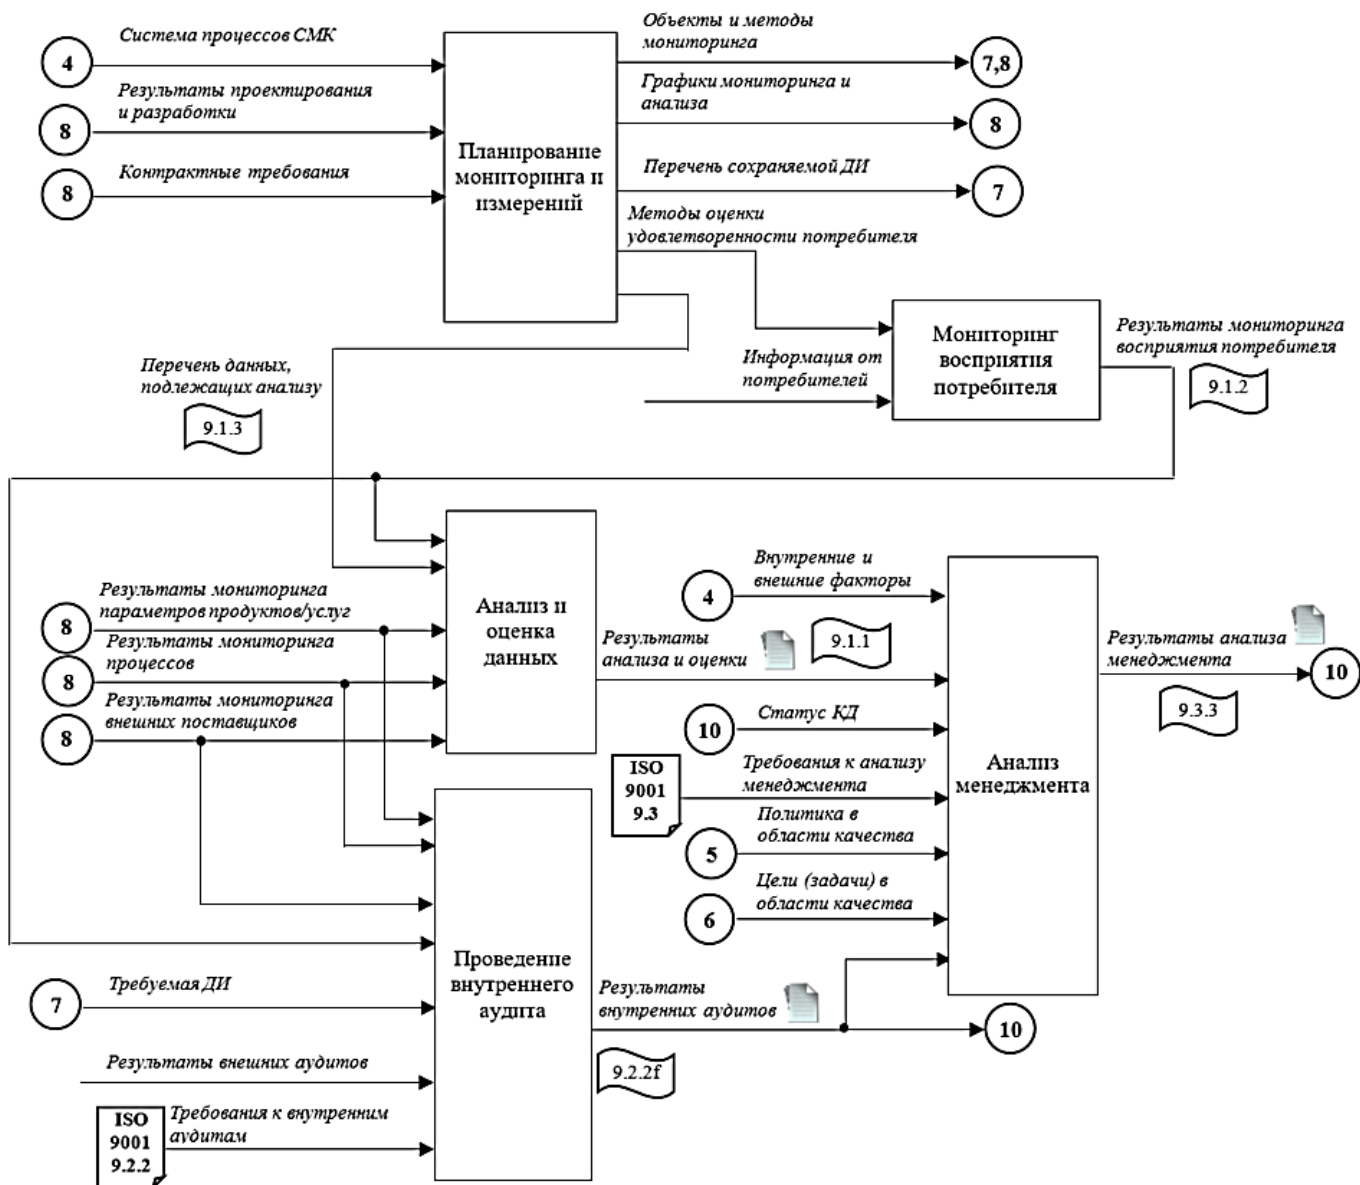 Система процессов СМК
4
Результаты проектирования
и разработки
8
Контрактные требования
8
Планирование
мониторинга и
измерений
Объекты и методы
мониторинга
7,8
Графики мониторинга и
анализа
8
Перечень сохраняемой ДИ
7
Методы оценки
удовлетворенности потребителя
Информация от
потребителей
Мониторинг
восприятия
потребителя
Результаты мониторинга
восприятия потребителя
9.1.2
Перечень данных,
подлежащих анализу
9.1.3
Результаты мониторинга
параметров продуктов/услуг
8
Результаты мониторинга
процессов
8
Результаты мониторинга
внешних поставщиков
8
Анализ и
оценка
данных
Результаты
анализа и оценки
9.1.1
Внутренние и
внешние факторы
4
Статус КД
10
ISO
9001
9.3
Требования к анализу
менеджмента
Политика в
области качества
5
Цели (задачи) в
области качества
6
Анализ
менеджмента
Результаты анализа
менеджмента
10
9.3.3
Требуемая ДИ
7
Результаты внешних аудитов
ISO
9001
9.2.2
Требования к внутренним
аудитам
Проведение
внутреннего
аудита
Результаты
внутренних аудитов
9.2.2f
10